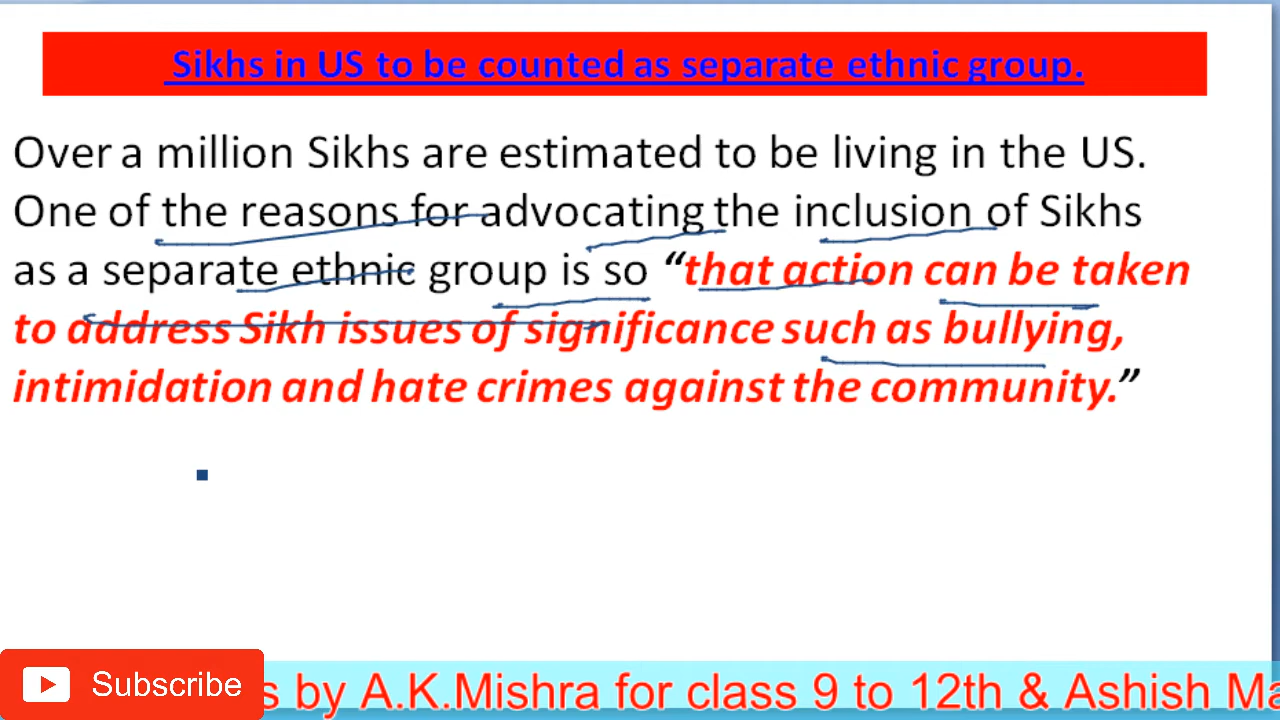 Sikhs in US to be counted as separate ethnic group.
Over a million Sikhs are estimated to be living in the US.
One of the reasons for advocating the inclusion of Sikhs
as a separate ethnic group is so “that action can be taken
to address Sikh issues of significance such as bullying,
intimidation and hate crimes against the community.”
Subscribe
by A.K.Mishra for class 9 to 12th & Ashish